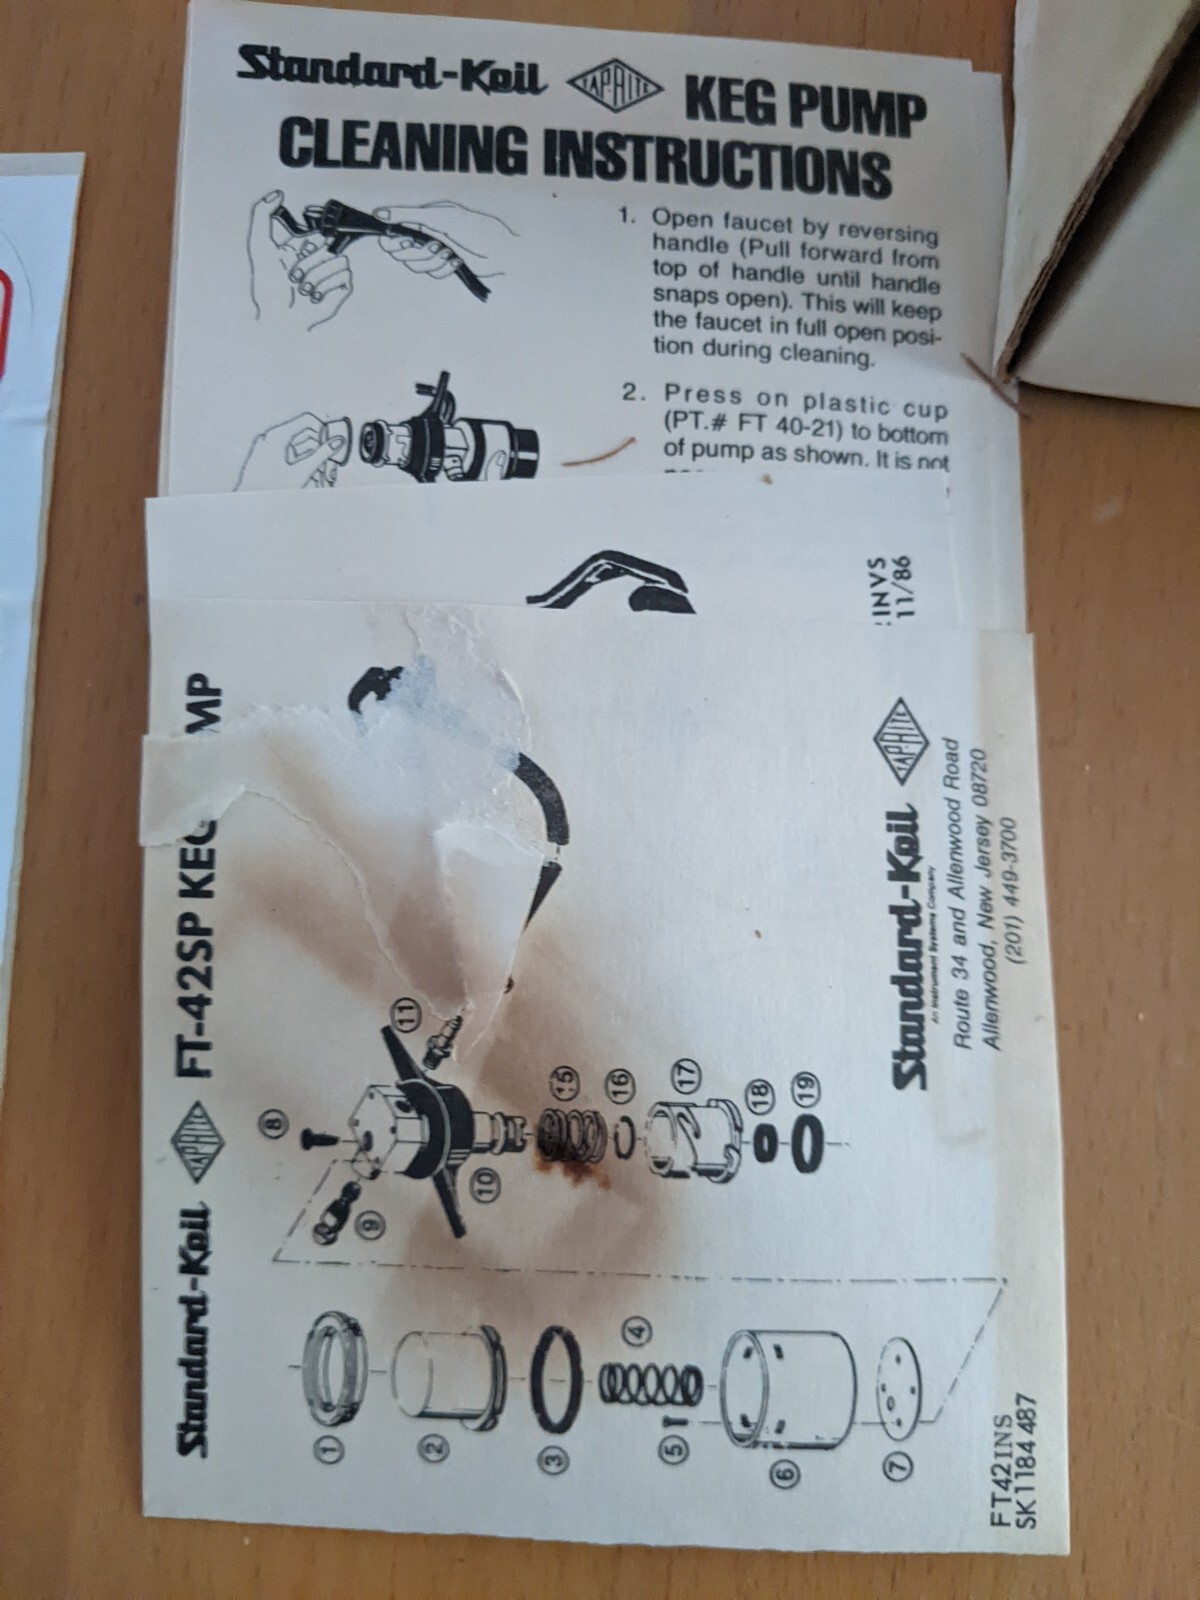 Standard-Keil TAP-RITE KEG PUMP
CLEANING INSTRUCTIONS
1. Open faucet by reversing
handle (Pull forward from
top of handle until handle
snaps open). This will keep
the faucet in full open posi-
tion during cleaning.
2. Press on plastic cup
(PT.# FT 40-21) to bottom
of pump as shown. It is not
INVS
11/86
Standard-Keil TAP-RITE FT-42SP KEG MP
8
9
10
11
15
16
17
18
19
1
2
3
4
5
6
7
Standard-Keil TAP-RITE
An Instrument Systems Company
Route 34 and Allenwood Road
Allenwood, New Jersey 08720
(201) 449-3700
FT42INS
SK1184 487